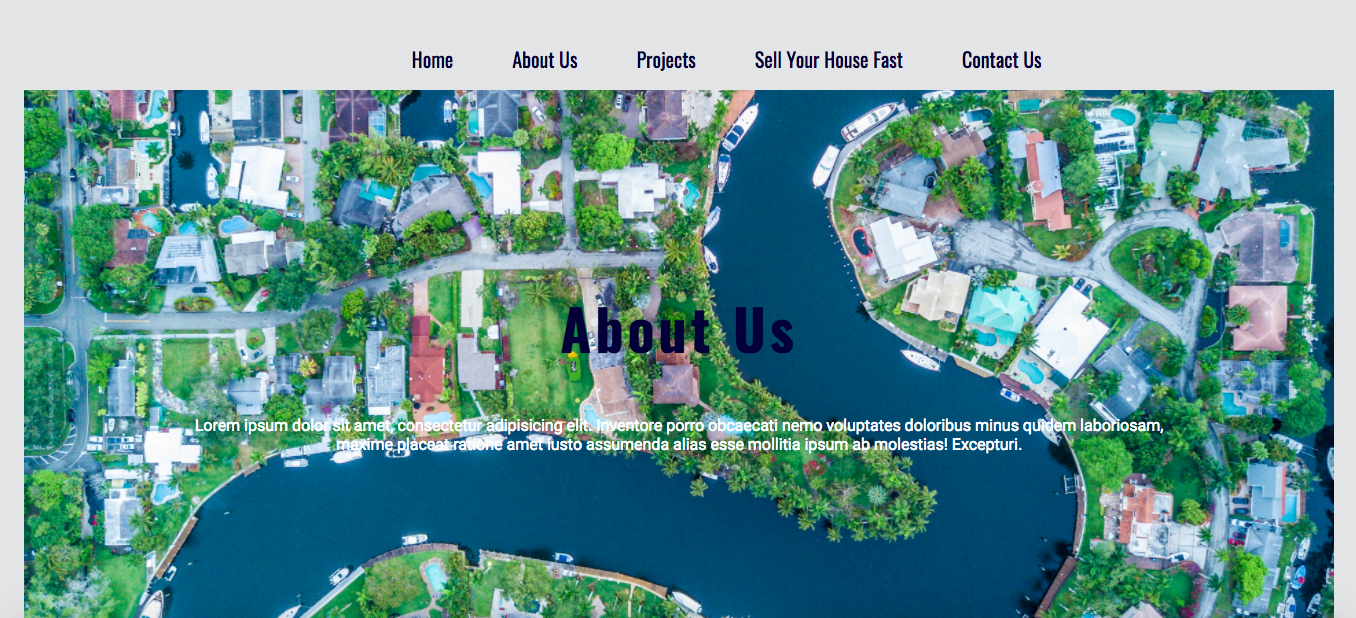 Home About Us Projects Sell Your House Fast Contact Us
About Us
Lorem ipsum dolor sit amet, consectetur adipisicing elit. Inventore porro obcaecati nemo voluptates doloribus minus quidem laboriosam,
maxime placeat ratione amet iusto assumenda alias esse mollitia ipsum ab molestias! Excepturi.